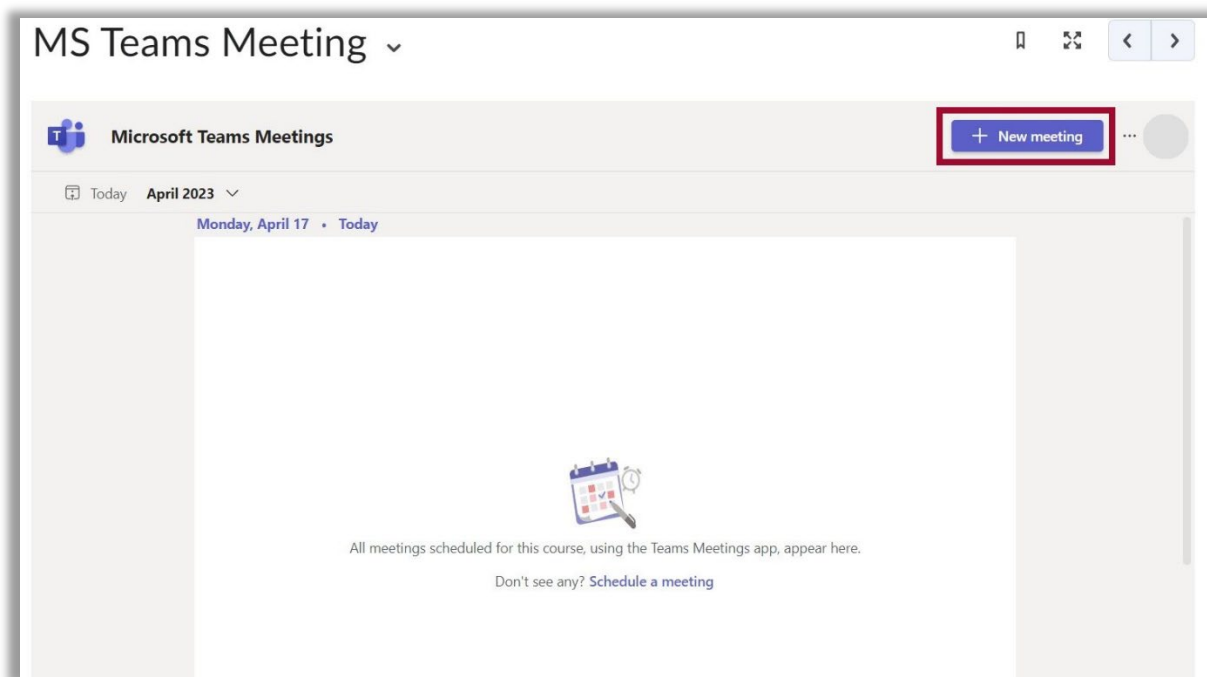 MS Teams Meeting
Microsoft Teams Meetings
+ New meeting
...
Today April 2023
Monday, April 17 • Today
All meetings scheduled for this course, using the Teams Meetings app, appear here.
Don't see any? Schedule a meeting